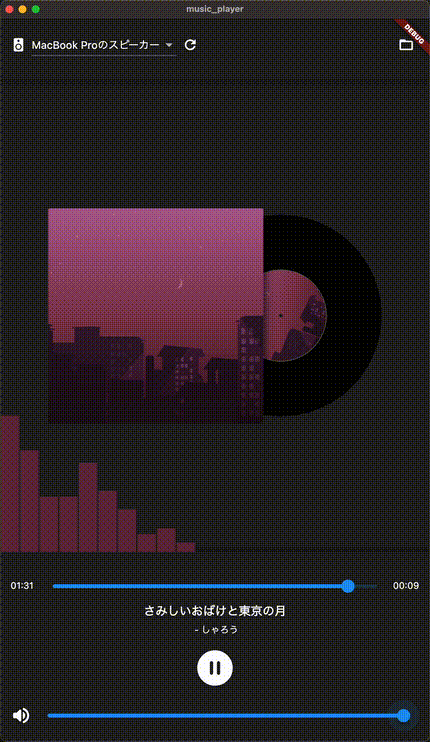 music_player
DEBUG
MacBook Proのスピーカー
01:31
00:09
さみしいおばけと東京の月
- しゃろう